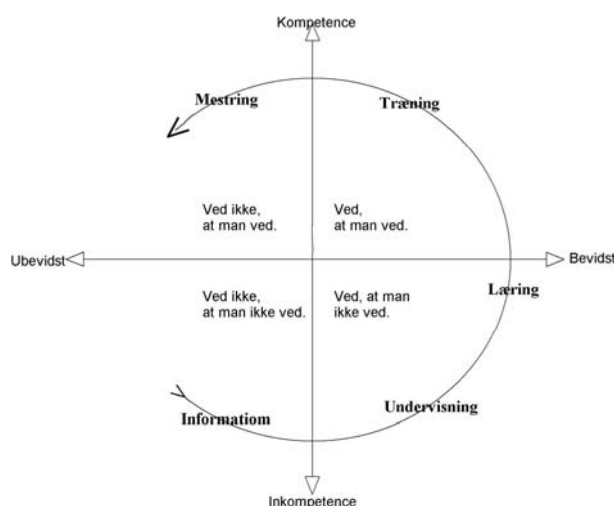 Kompetence
Mestring
Træning
Ved ikke,
at man ved.
Ved,
at man ved.
Ubevidst
Bevidst
Ved ikke,
at man ikke ved.
Ved, at man
ikke ved.
Læring
Informatiom
Undervisning
Inkompetence